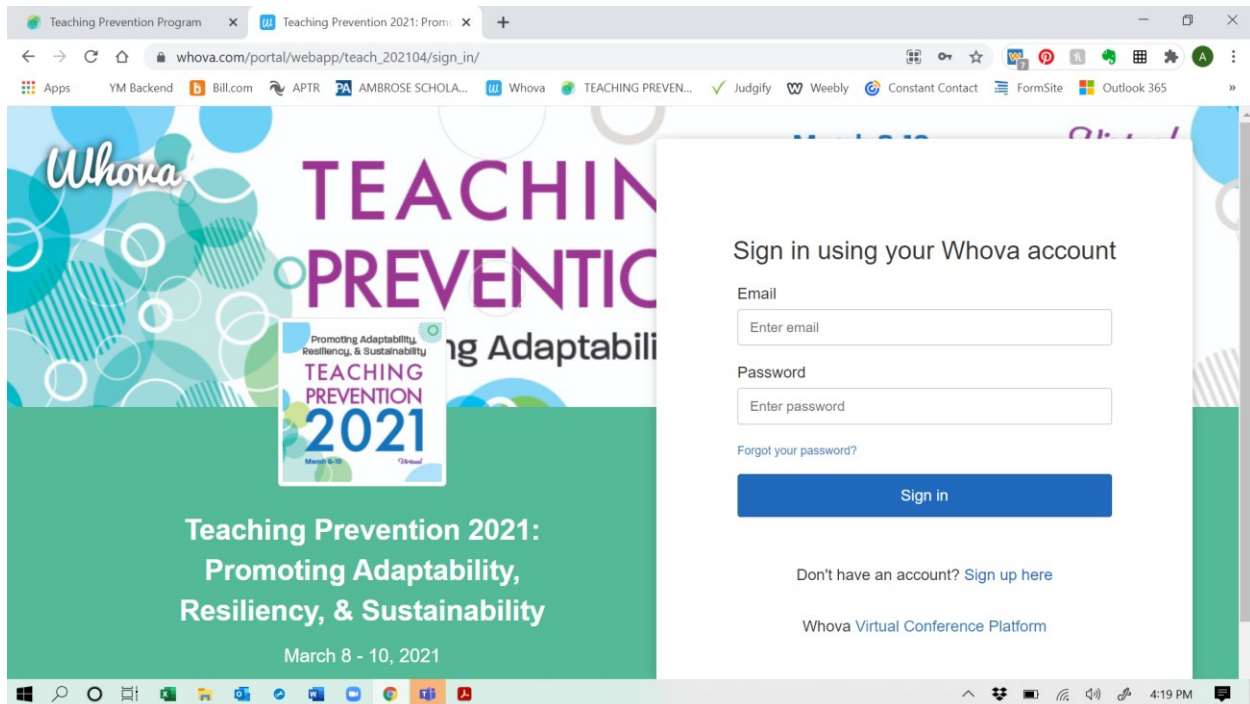 Teaching Prevention Program
Teaching Prevention 2021: Promo
whova.com/portal/webapp/teach_202104/sign_in/
A
Apps
YM Backend
Bill.com
APTR
PA AMBROSE SCHOLA...
Whova
TEACHING PREVEN...
Judgify
Weebly
Constant Contact
FormSite
Outlook 365
»
Whova
TEACHIN
PREVENTIC
ng Adaptabili
Promoting Adaptability,
Resiliency, & Sustainability
TEACHING
PREVENTION
2021
March 8-10 Virtual
Teaching Prevention 2021:
Promoting Adaptability,
Resiliency, & Sustainability
March 8 - 10, 2021
Sign in using your Whova account
Email
Enter email
Password
Enter password
Forgot your password?
Sign in
Don't have an account? Sign up here
Whova Virtual Conference Platform
4:19 PM